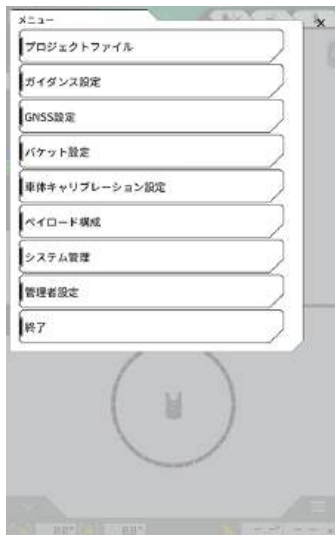 メニュー
×
プロジェクトファイル
ガイダンス設定
GNSS設定
バケット設定
車体キャリブレーション設定
ペイロード構成
システム管理
管理者設定
終了